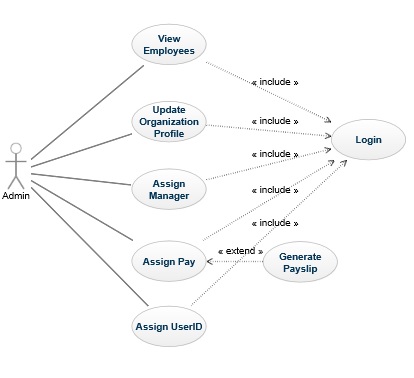 View
Employees
« include »
Update
Organization
Profile
« include »
Login
Admin
« include »
Assign
Manager
« include »
« include »
Assign Pay
« extend »
Generate
Payslip
Assign UserID